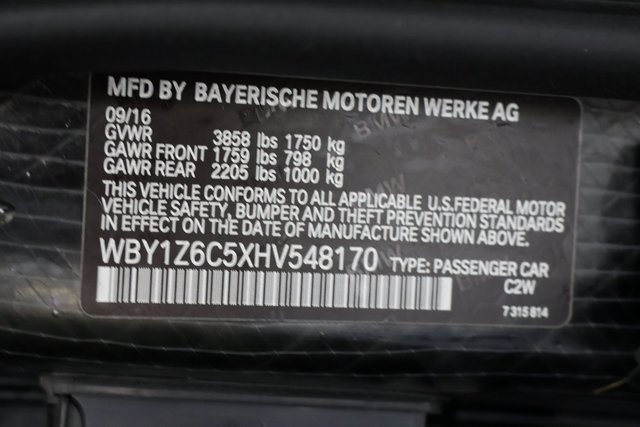 MFD BY BAYERISCHE MOTOREN WERKE AG
09/16
GVWR 3858 lbs 1750 kg
GAWR FRONT 1759 lbs 798 kg
GAWR REAR 2205 lbs 1000 kg
THIS VEHICLE CONFORMS TO ALL APPLICABLE U.S.FEDERAL MOTOR
VEHICLE SAFETY, BUMPER AND THEFT PREVENTION STANDARDS
IN EFFECT ON THE DATE OF MANUFACTURE SHOWN ABOVE.
WBY1Z6C5XHV548170 TYPE: PASSENGER CAR
C2W
7 315 814